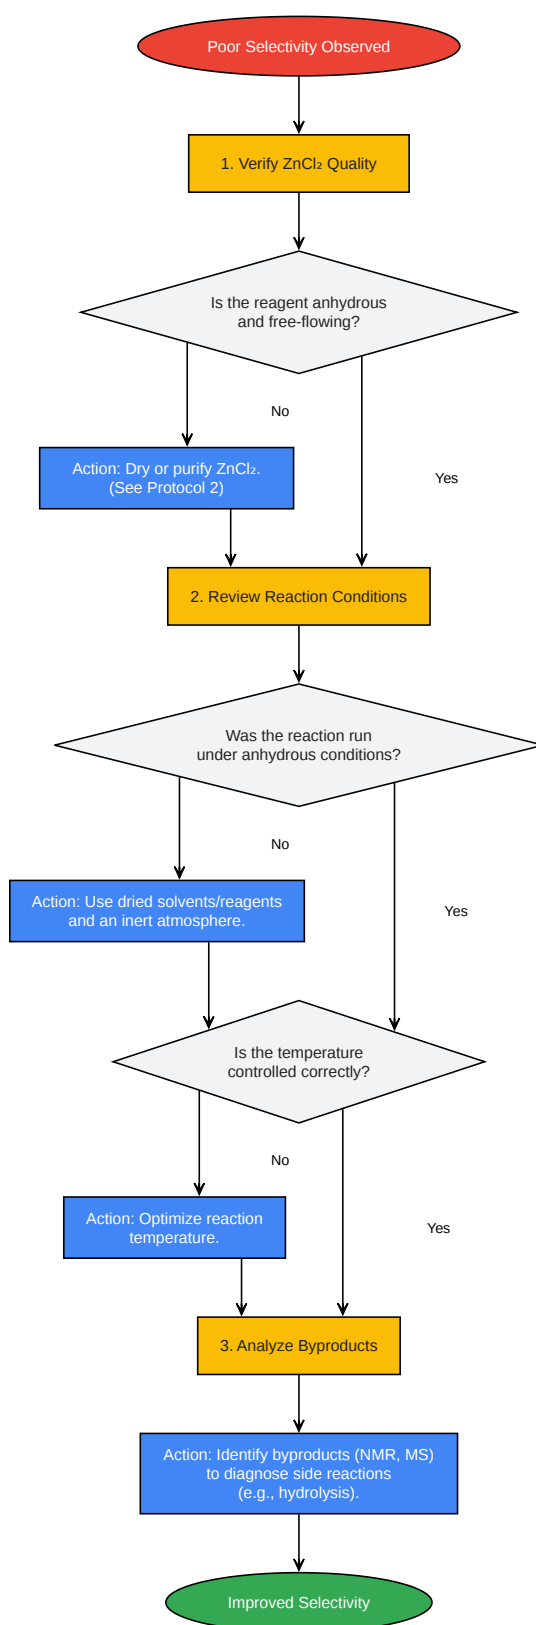 Poor Selectivity Observed
1. Verify ZnCl₂ Quality
Is the reagent anhydrous
and free-flowing?
No
Action: Dry or purify ZnCl₂.
(See Protocol 2)
Yes
2. Review Reaction Conditions
Was the reaction run
under anhydrous conditions?
No
Action: Use dried solvents/reagents
and an inert atmosphere.
Yes
Is the temperature
controlled correctly?
No
Action: Optimize reaction
temperature.
Yes
3. Analyze Byproducts
Action: Identify byproducts (NMR, MS)
to diagnose side reactions
(e.g., hydrolysis).
Improved Selectivity